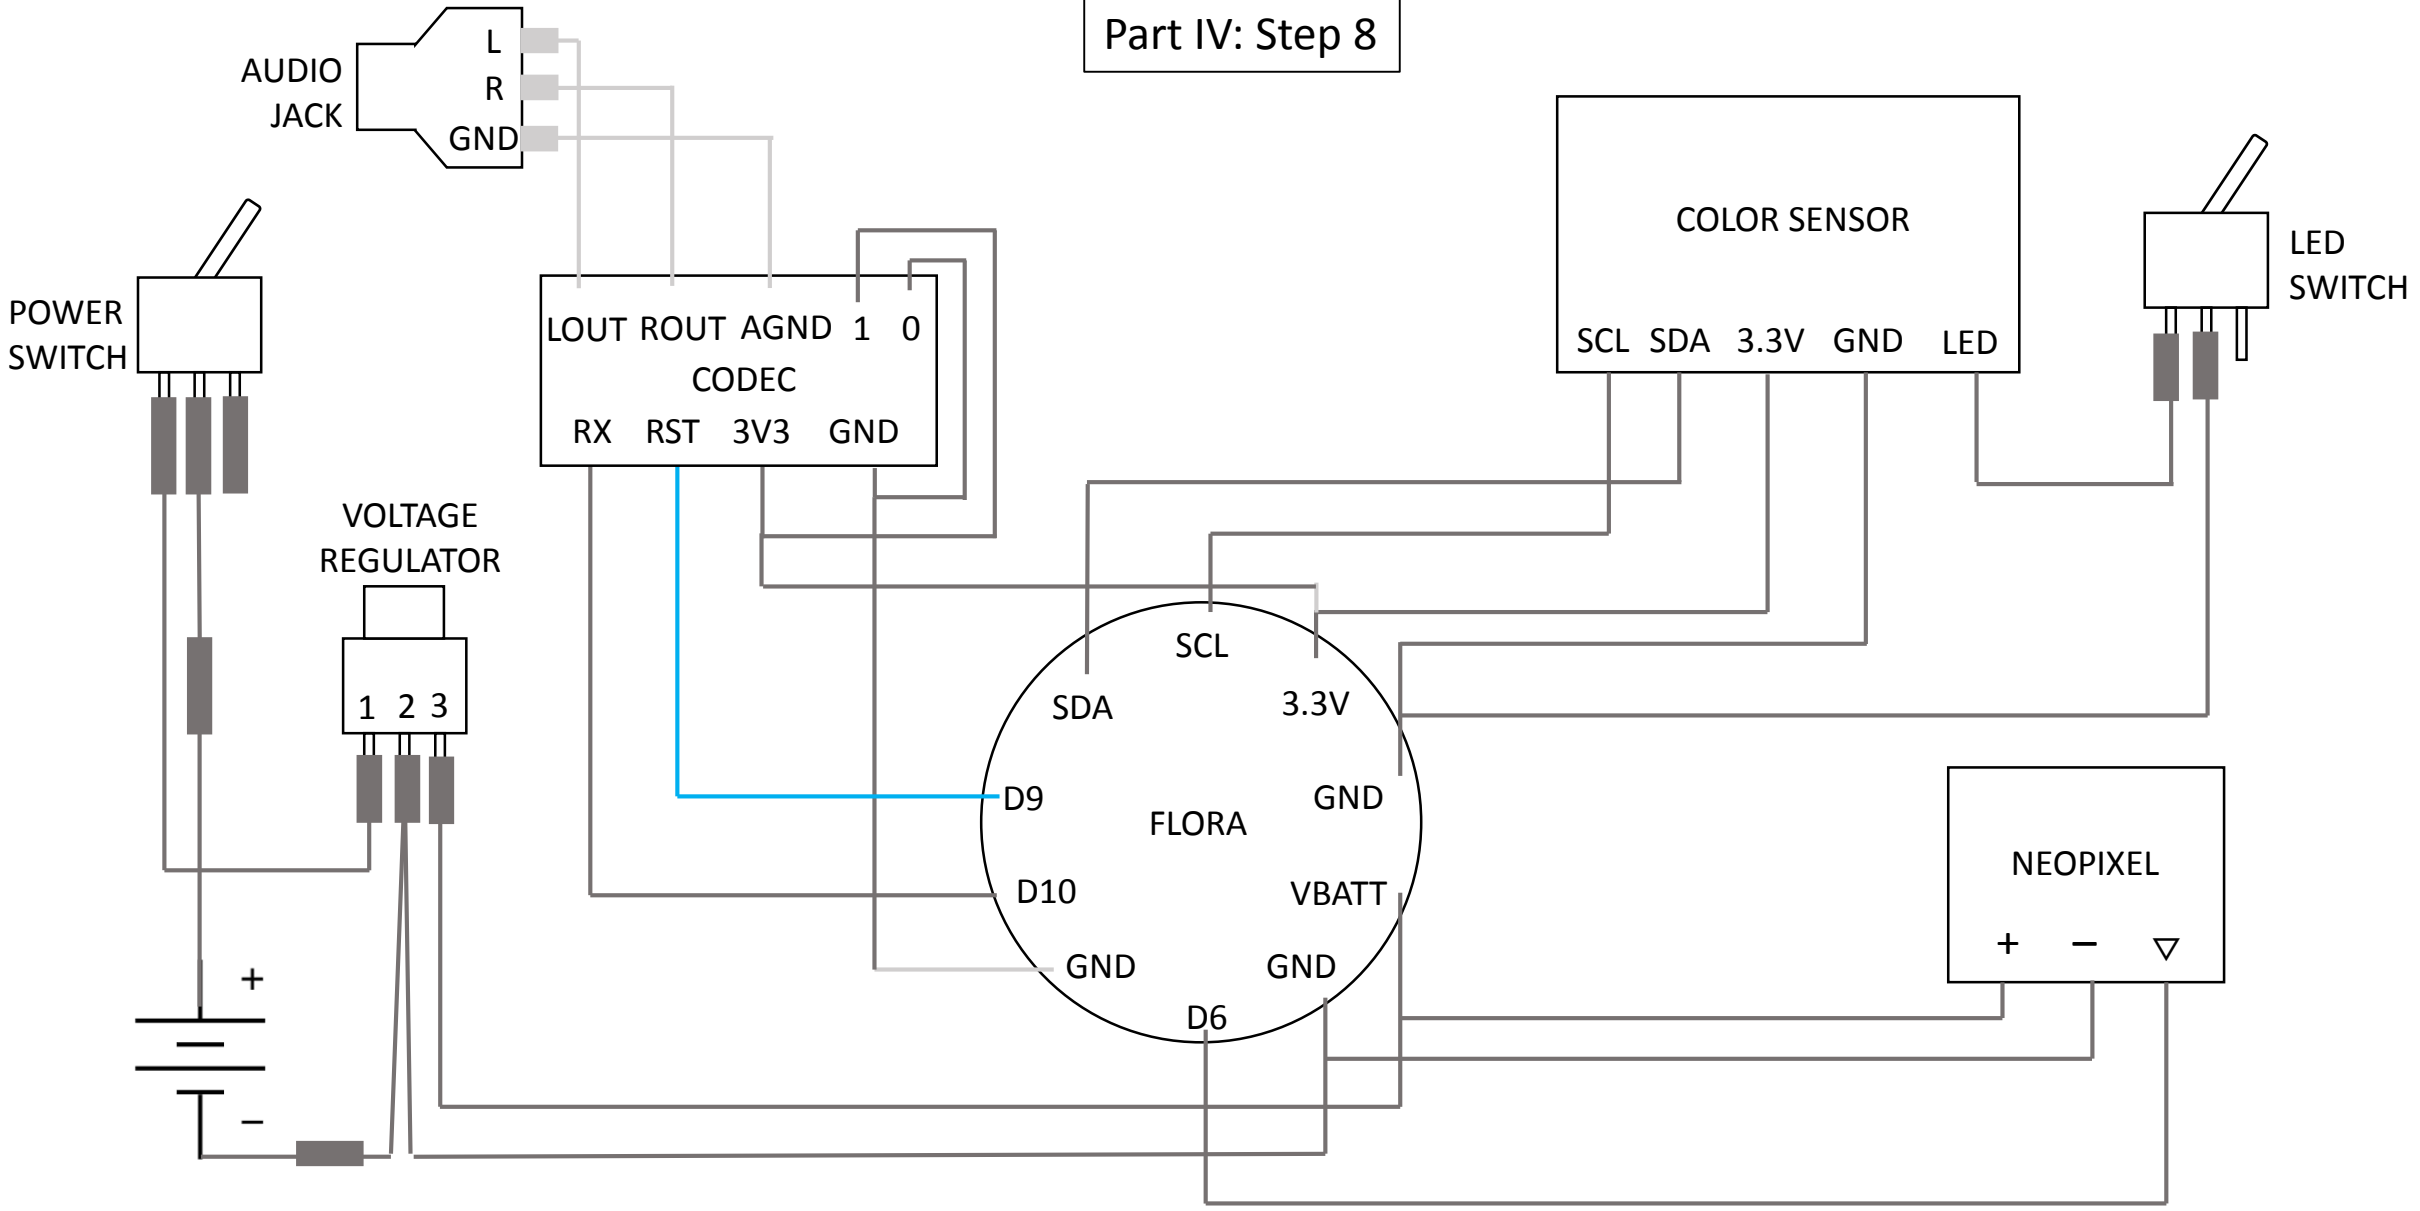 Part IV: Step 8
AUDIO
JACK
L
R
GND
POWER
SWITCH
LOUT ROUT AGND 1 0
CODEC
RX RST 3V3 GND
COLOR SENSOR
SCL SDA 3.3V GND LED
LED
SWITCH
VOLTAGE
REGULATOR
1 2 3
SCL
SDA
3.3V
D9
GND
FLORA
D10
VBATT
GND
GND
D6
NEOPIXEL
+ −
+
−